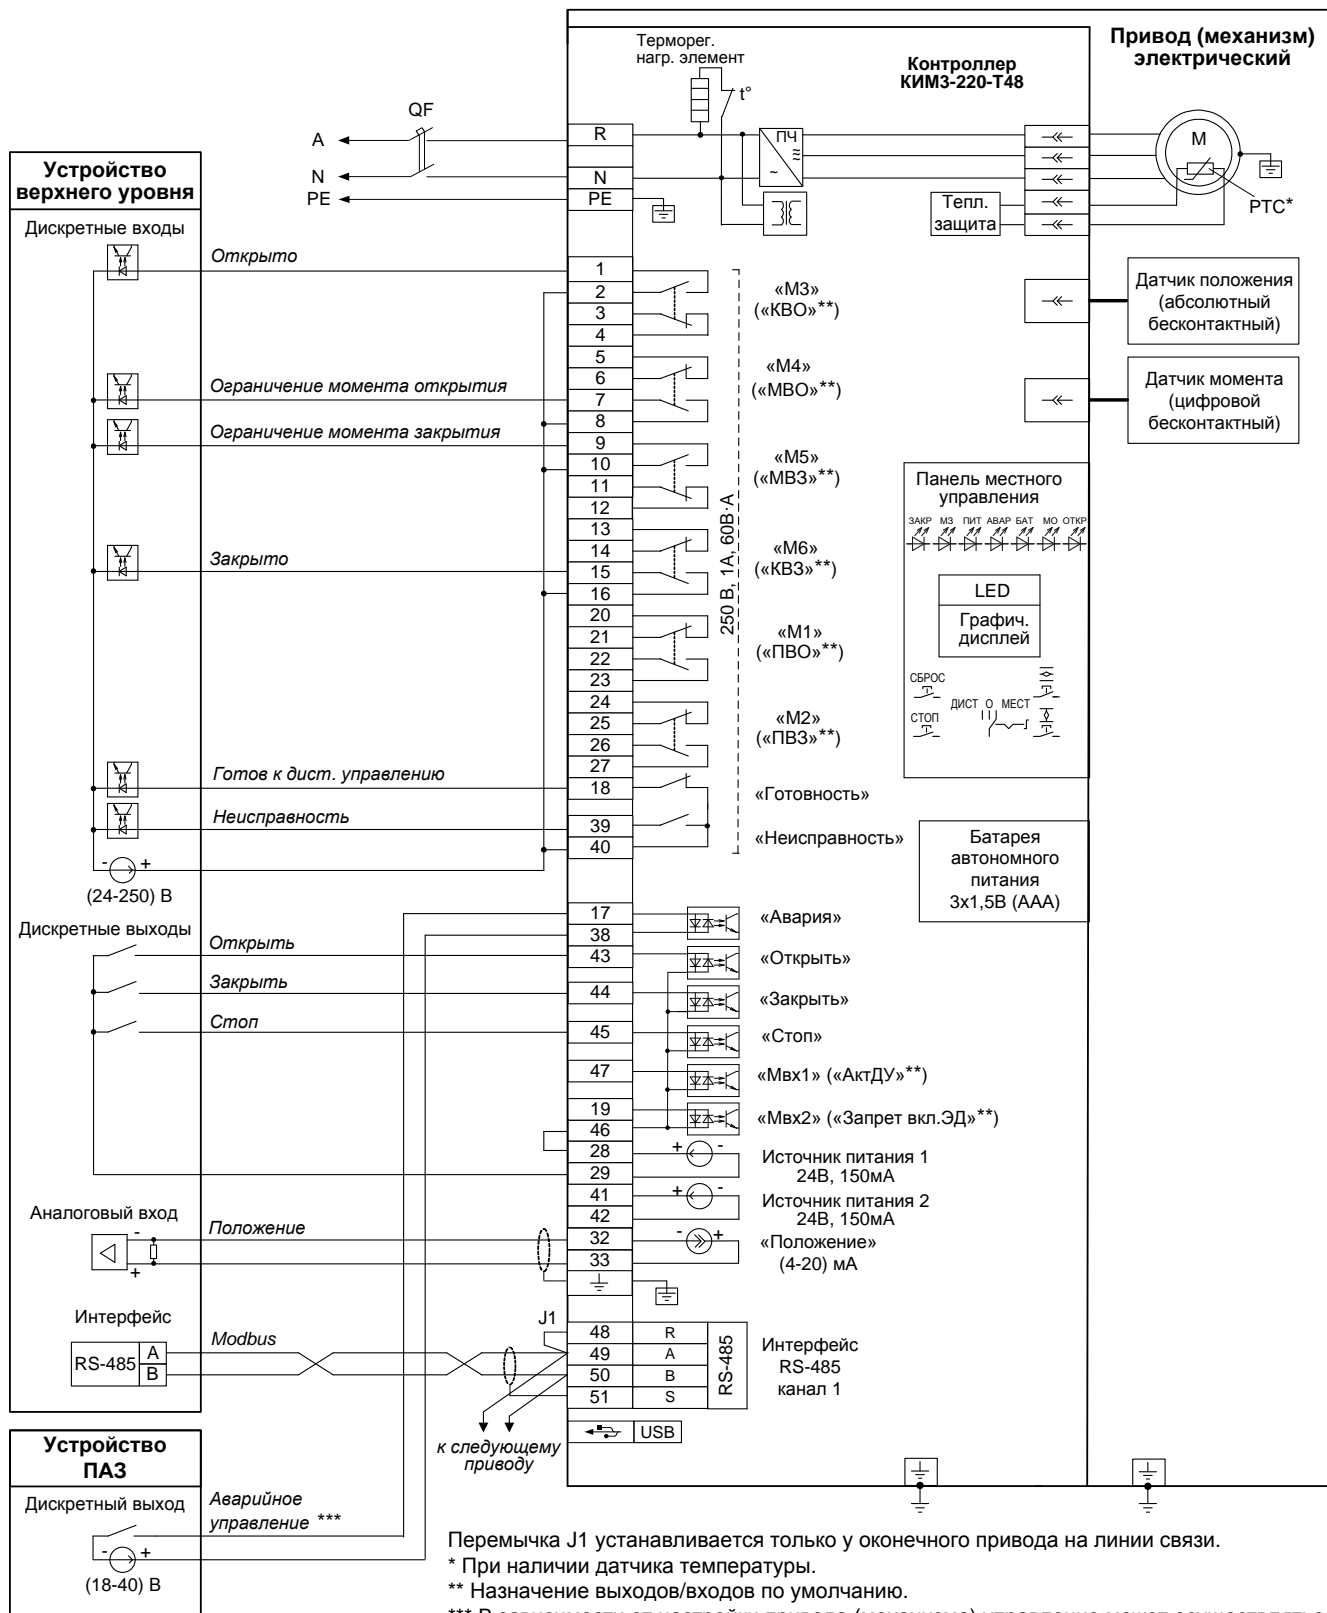 Привод (механизм)
электрический
Терморег.
нагр. элемент
Контроллер
КИМ3-220-Т48
t°
QF
A
N
PE
R
N
PE
ПЧ
≈
~
M
Тепл.
защита
PTC*
Устройство
верхнего уровня
Дискретные входы
Открыто
1
2
3
4
«М3»
(«КВО»**)
Датчик положения
(абсолютный
бесконтактный)
5
6
7
8
«М4»
(«МВО»**)
Ограничение момента открытия
Датчик момента
(цифровой
бесконтактный)
Ограничение момента закрытия
9
10
11
12
«М5»
(«МВЗ»**)
250 В, 1А, 60В·А
Панель местного
управления
ЗАКР МЗ ПИТ АВАР БАТ МО ОТКР
13
14
15
16
«М6»
(«КВЗ»**)
Закрыто
LED
Графич.
дисплей
20
21
22
23
«М1»
(«ПВО»**)
СБРОС
СТОП
ДИСТ О МЕСТ
24
25
26
27
«М2»
(«ПВЗ»**)
Готов к дист. управлению
18
«Готовность»
Неисправность
39
40
«Неисправность»
Батарея
автономного
питания
3x1,5В (ААА)
- +
(24-250) В
Дискретные выходы
17
38
«Авария»
Открыть
43
«Открыть»
Закрыть
44
«Закрыть»
Стоп
45
«Стоп»
47
«Мвх1» («АктДУ»**)
19
46
«Мвх2» («Запрет вкл.ЭД»**)
28
29
+ -
Источник питания 1
24В, 150мА
41
42
+ -
Источник питания 2
24В, 150мА
Аналоговый вход
-
+
Положение
32
33
- +
«Положение»
(4-20) мА
Интерфейс
RS-485
A
B
Modbus
J1
48 R
49 A
50 B
51 S
RS-485
Интерфейс
RS-485
канал 1
USB
к следующему
приводу
Устройство
ПАЗ
Дискретный выход
Аварийное
управление ***
- +
(18-40) В
Перемычка J1 устанавливается только у оконечного привода на линии связи.
* При наличии датчика температуры.
** Назначение выходов/входов по умолчанию.